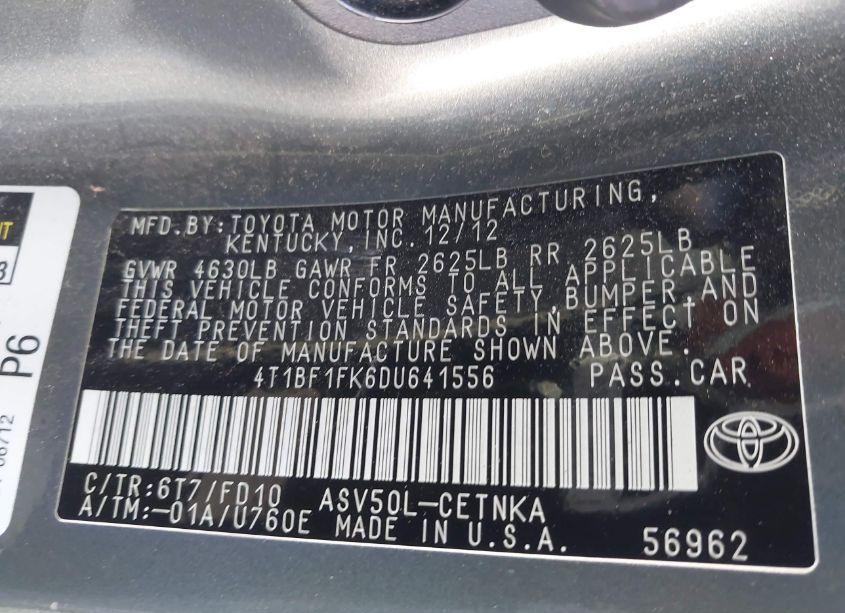 MFD.BY:TOYOTA MOTOR MANUFACTURING,
KENTUCKY,INC. 12/12
GVWR 4630LB GAWR FR 2625LB RR 2625LB
THIS VEHICLE CONFORMS TO ALL APPLICABLE
FEDERAL MOTOR VEHICLE SAFETY,BUMPER,AND
THEFT PREVENTION STANDARDS IN EFFECT ON
THE DATE OF MANUFACTURE SHOWN ABOVE.
4T1BF1FK6DU641556 PASS.CAR
C/TR:6T7/FD10 ASV50L-CETNKA
A/TM:-01A/U760E MADE IN U.S.A. 56962
P6